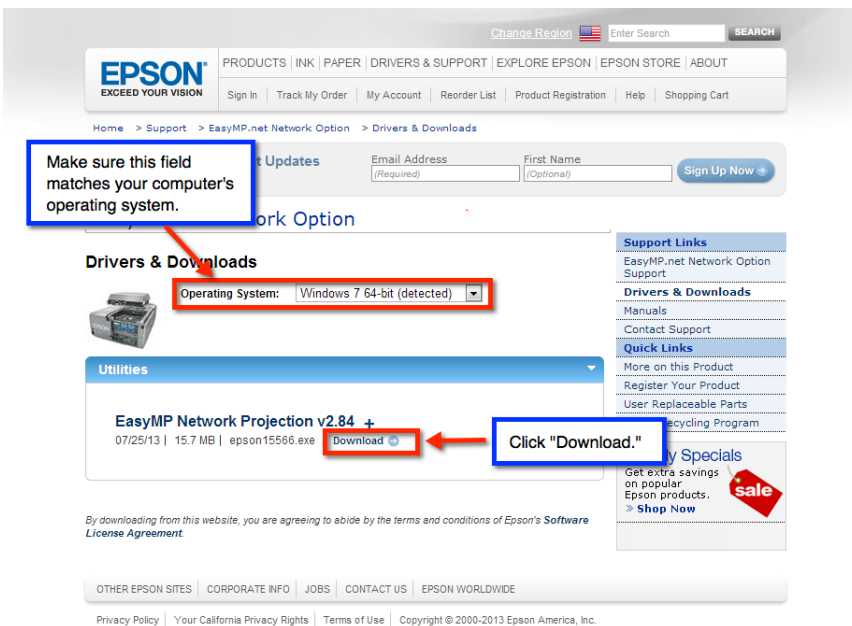 Change Region Enter Search SEARCH
EPSON®
EXCEED YOUR VISION
PRODUCTS | INK | PAPER | DRIVERS & SUPPORT | EXPLORE EPSON | EPSON STORE | ABOUT
Sign In | Track My Order | My Account | Reorder List | Product Registration | Help | Shopping Cart
Home > Support > EasyMP.net Network Option > Drivers & Downloads
Make sure this field
matches your computer's
operating system.
Updates
Email Address
(Required)
First Name
(Optional)
Sign Up Now
Option
Drivers & Downloads
Operating System: Windows 7 64-bit (detected)
EPSON
Utilities
EasyMP Network Projection v2.84 +
07/25/13 | 15.7 MB | epson15566.exe Download
Click "Download."
Support Links
EasyMP.net Network Option
Support
Drivers & Downloads
Manuals
Contact Support
Quick Links
More on this Product
Register Your Product
User Replaceable Parts
Program
Specials
Get extra savings
on popular
Epson products.
» Shop Now
sale
By downloading from this website, you are agreeing to abide by the terms and conditions of Epson's Software
License Agreement.
OTHER EPSON SITES | CORPORATE INFO | JOBS | CONTACT US | EPSON WORLDWIDE
Privacy Policy | Your California Privacy Rights | Terms of Use | Copyright © 2000-2013 Epson America, Inc.